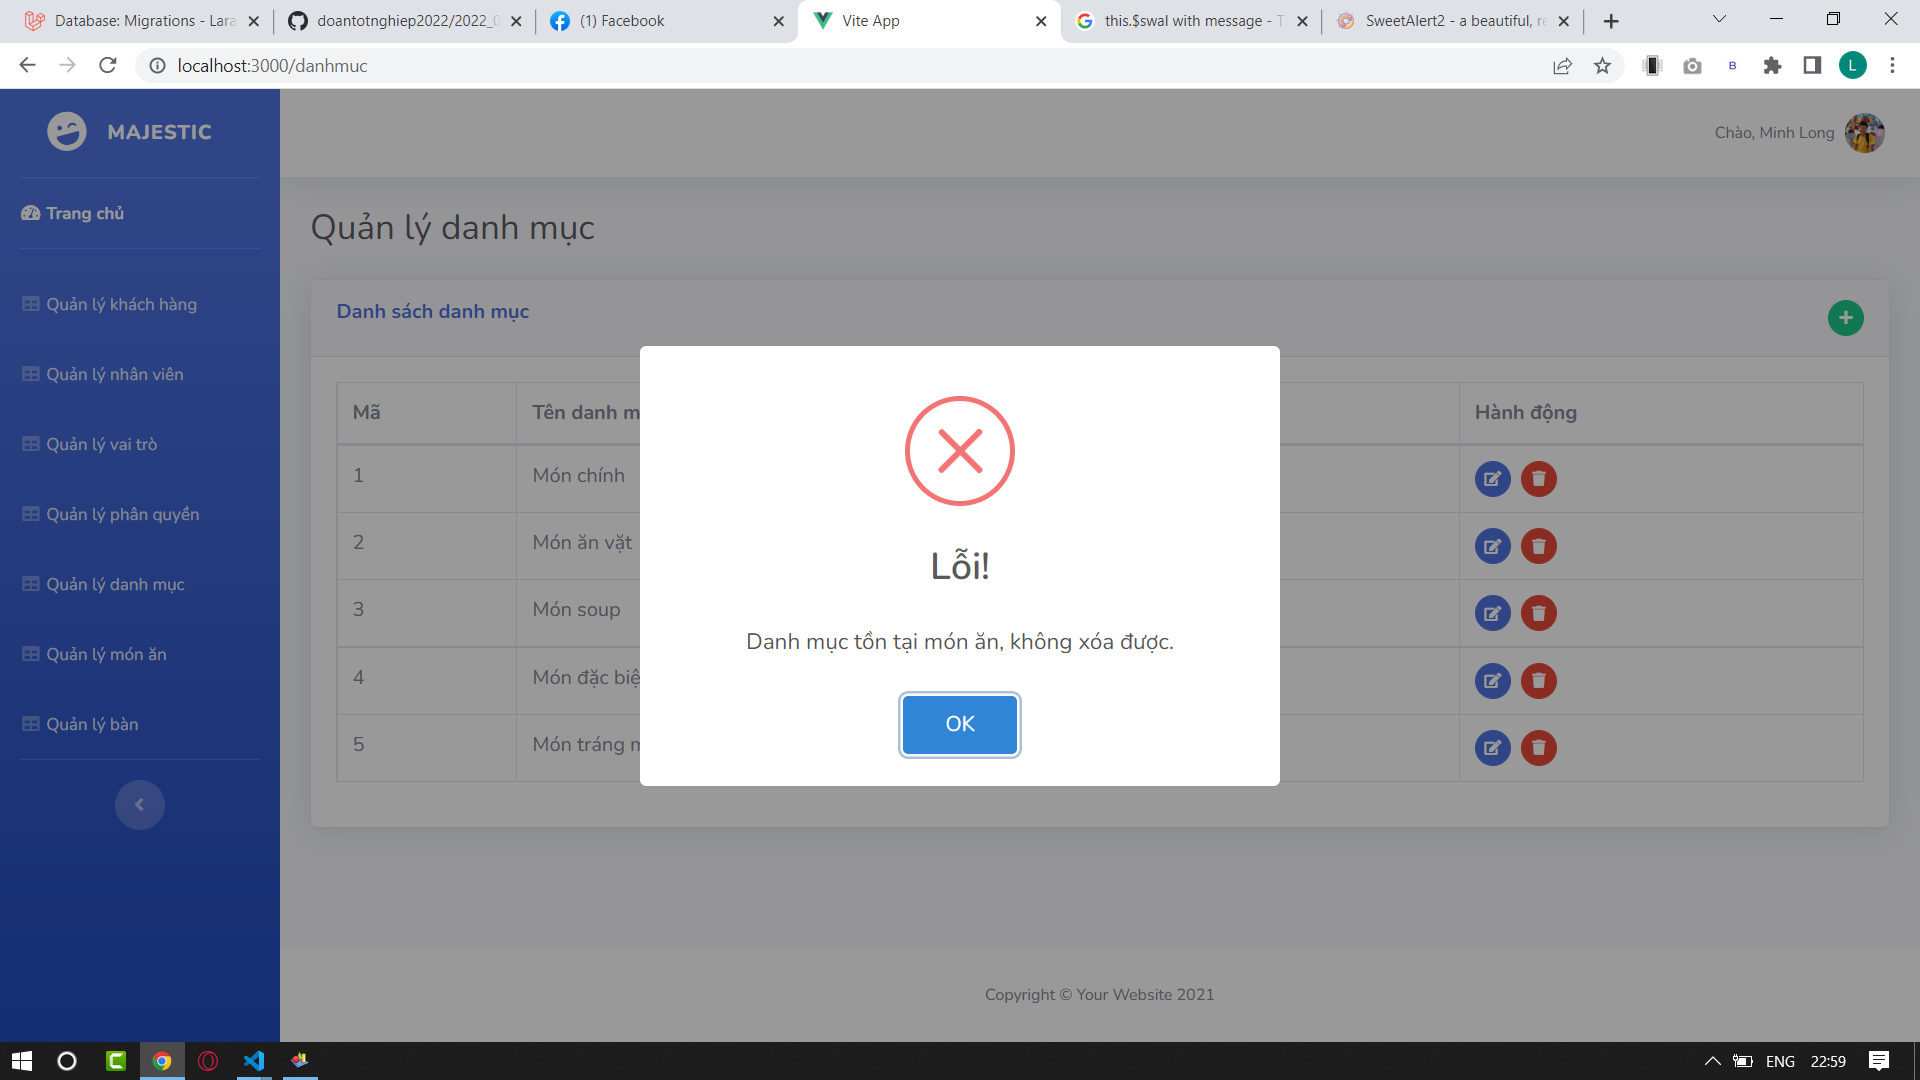 Database: Migrations - Lara
doantotnghiep2022/2022_0
(1) Facebook
Vite App
this.$swal with message - T
SweetAlert2 - a beautiful, re
localhost:3000/danhmuc
B
L
MAJESTIC
Chào, Minh Long
Trang chủ
Quản lý khách hàng
Quản lý nhân viên
Quản lý vai trò
Quản lý phân quyền
Quản lý danh mục
Quản lý món ăn
Quản lý bàn
Quản lý danh mục
Danh sách danh mục
Mã
Tên danh m
Hành động
1
Món chính
2
Món ăn vặt
3
Món soup
4
Món đặc biệ
5
Món tráng m
Lỗi!
Danh mục tồn tại món ăn, không xóa được.
OK
Copyright © Your Website 2021
ENG
22:59